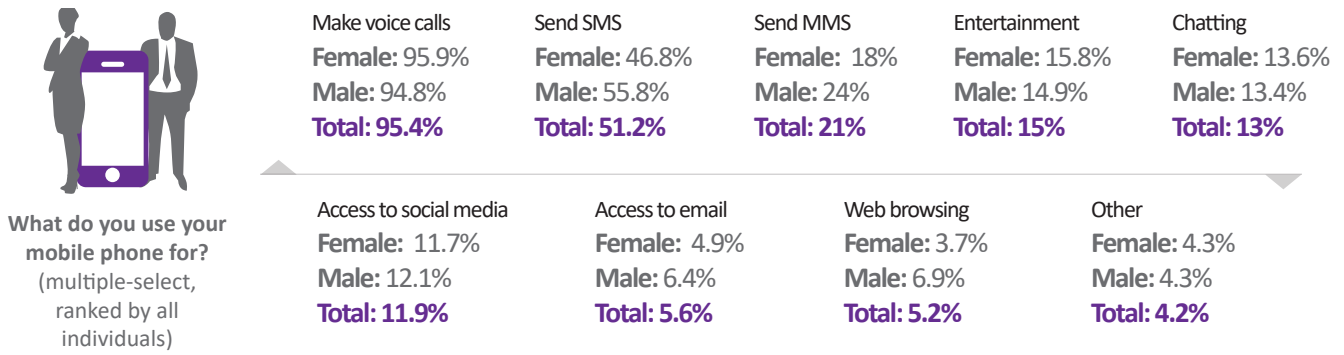 Make voice calls
Female: 95.9%
Male: 94.8%
Total: 95.4%
Send SMS
Female: 46.8%
Male: 55.8%
Total: 51.2%
Send MMS
Female: 18%
Male: 24%
Total: 21%
Entertainment
Female: 15.8%
Male: 14.9%
Total: 15%
Chatting
Female: 13.6%
Male: 13.4%
Total: 13%
What do you use your
mobile phone for?
(multiple-select,
ranked by all
individuals)
Access to social media
Female: 11.7%
Male: 12.1%
Total: 11.9%
Access to email
Female: 4.9%
Male: 6.4%
Total: 5.6%
Web browsing
Female: 3.7%
Male: 6.9%
Total: 5.2%
Other
Female: 4.3%
Male: 4.3%
Total: 4.2%